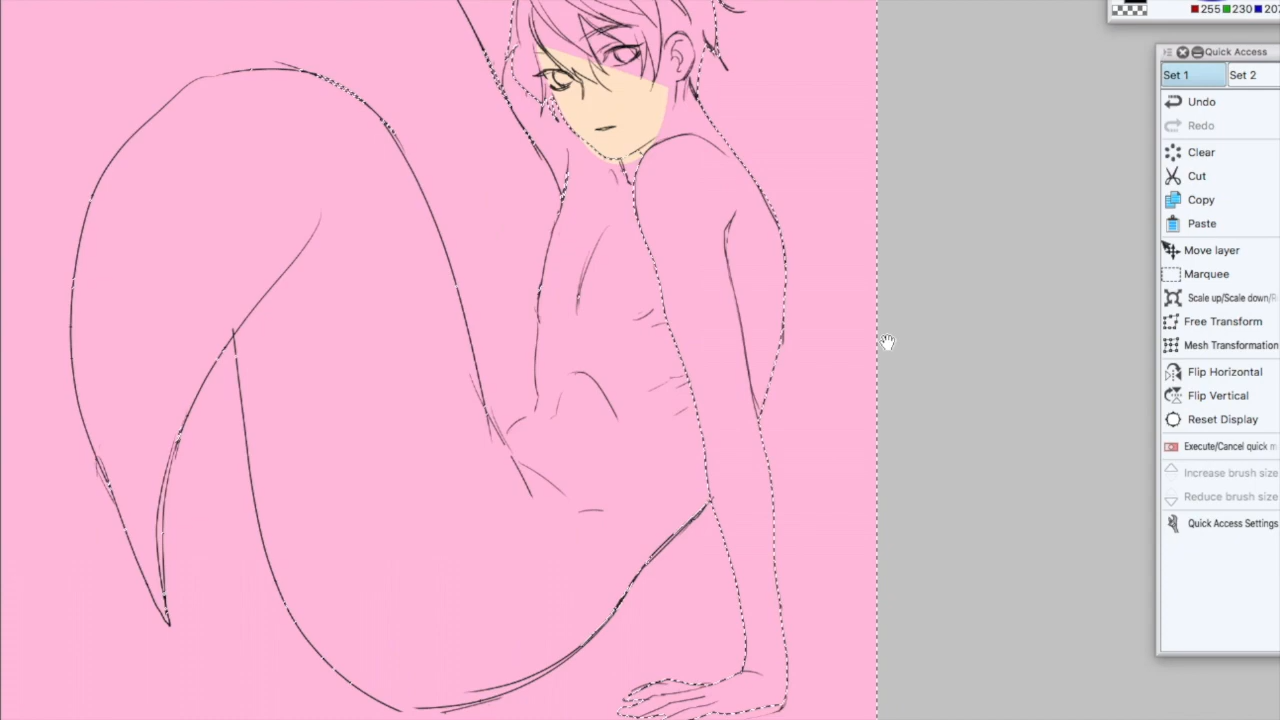 255 230 207
Quick Access
Set 1 Set 2
Undo
Redo
Clear
Cut
Copy
Paste
Move layer
Marquee
Scale up/Scale down/R
Free Transform
Mesh Transformation
Flip Horizontal
Flip Vertical
Reset Display
Execute/Cancel quick m
Increase brush size
Reduce brush size
Quick Access Settings